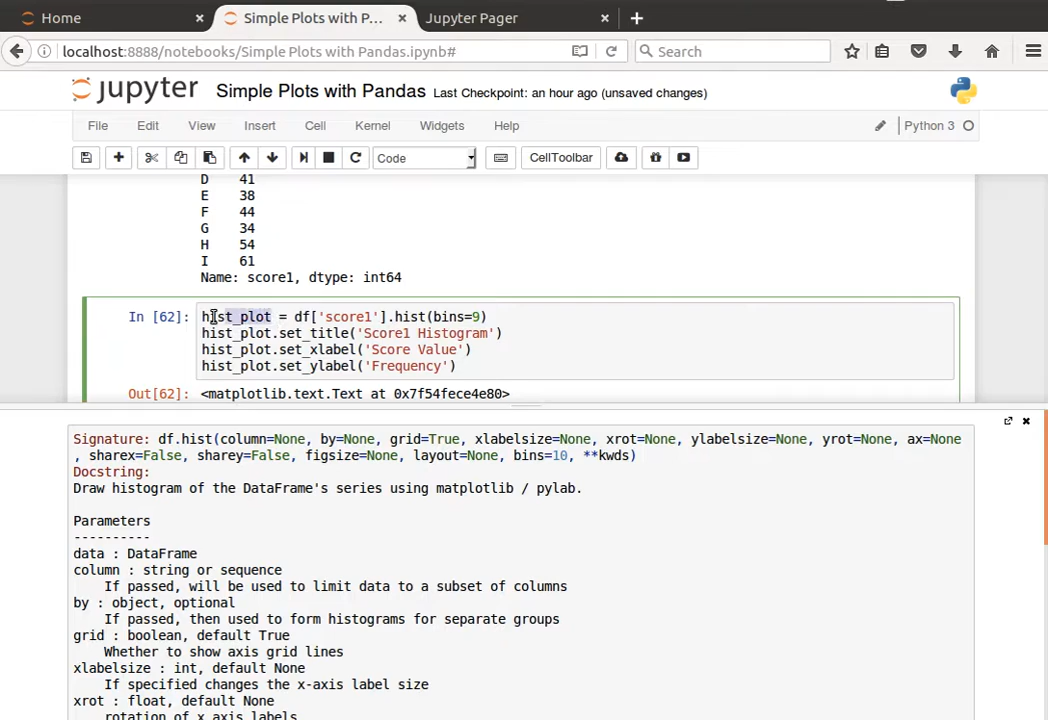 Home
Simple Plots with P...
Jupyter Pager
localhost:8888/notebooks/Simple Plots with Pandas.ipynb#
Search
jupyter Simple Plots with Pandas Last Checkpoint: an hour ago (unsaved changes)
File Edit View Insert Cell Kernel Widgets Help Python 3
Code CellToolbar
D 41
E 38
F 44
G 34
H 54
I 61
Name: score1, dtype: int64
In [62]: hist_plot = df['score1'].hist(bins=9)
hist_plot.set_title('Score1 Histogram')
hist_plot.set_xlabel('Score Value')
hist_plot.set_ylabel('Frequency')
Out[62]: <matplotlib.text.Text at 0x7f54fece4e80>
Signature: df.hist(column=None, by=None, grid=True, xlabelsize=None, xrot=None, ylabelsize=None, yrot=None, ax=None
, sharex=False, sharey=False, figsize=None, layout=None, bins=10, **kwds)
Docstring:
Draw histogram of the DataFrame's series using matplotlib / pylab.
Parameters
----------
data : DataFrame
column : string or sequence
If passed, will be used to limit data to a subset of columns
by : object, optional
If passed, then used to form histograms for separate groups
grid : boolean, default True
Whether to show axis grid lines
xlabelsize : int, default None
If specified changes the x-axis label size
xrot : float, default None
rotation of x axis labels